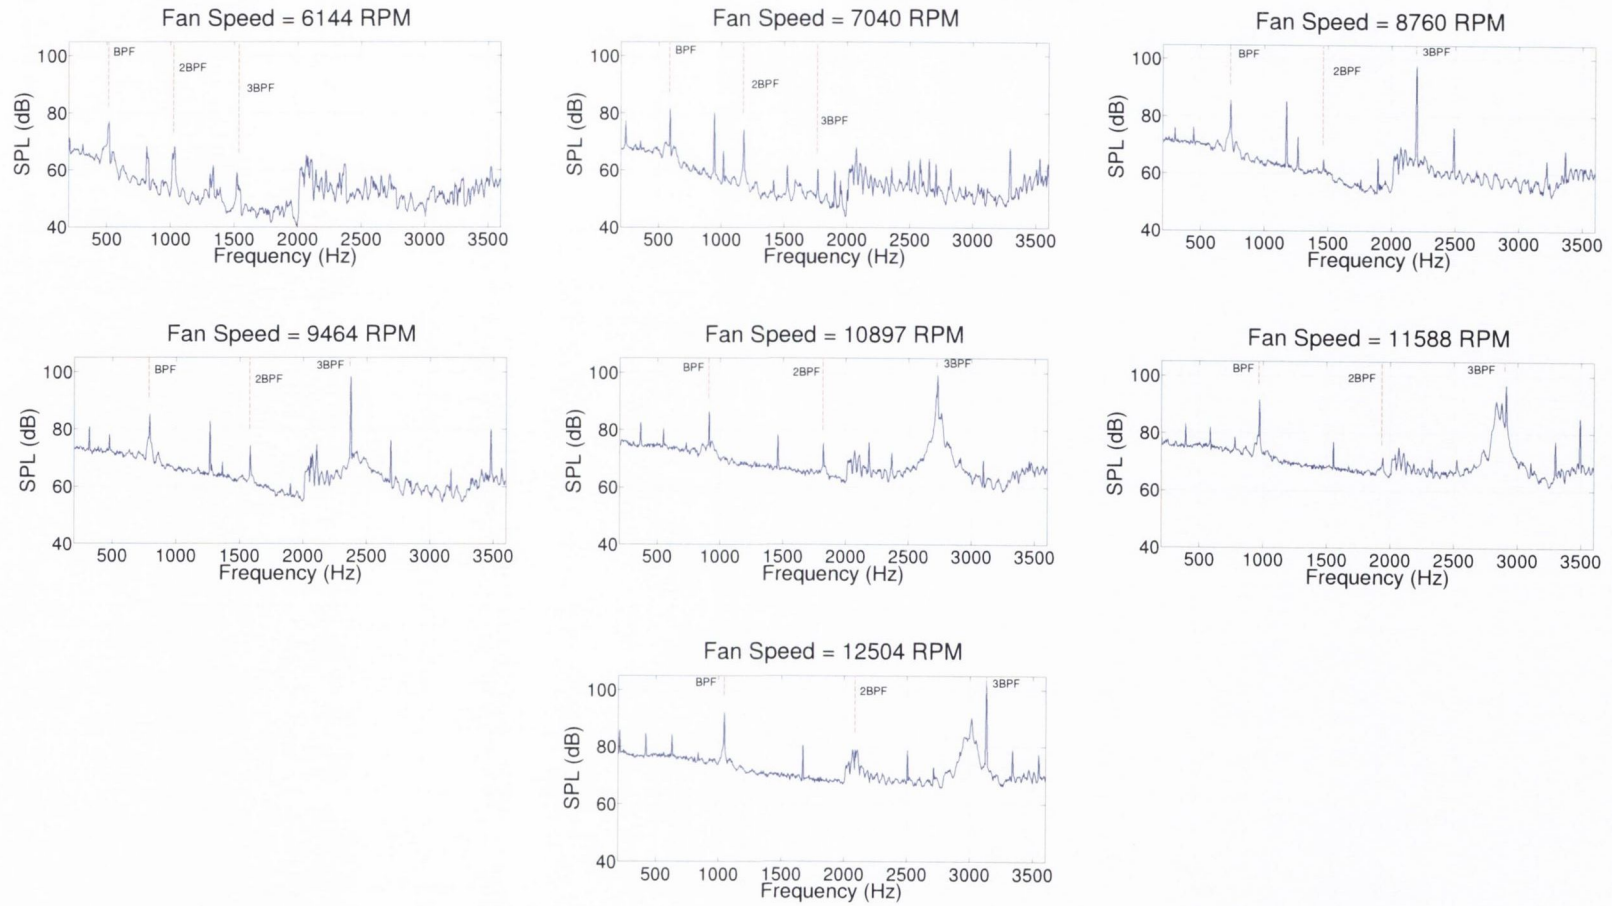 Fan Speed = 6144 RPM
100
80
60
40
SPL (dB)
BPF
2BPF
3BPF
500 1000 1500 2000 2500 3000 3500
Frequency (Hz)
Fan Speed = 7040 RPM
100
80
60
40
SPL (dB)
BPF
2BPF
3BPF
500 1000 1500 2000 2500 3000 3500
Frequency (Hz)
Fan Speed = 8760 RPM
100
80
60
40
SPL (dB)
BPF
2BPF
3BPF
500 1000 1500 2000 2500 3000 3500
Frequency (Hz)
Fan Speed = 9464 RPM
100
80
60
40
SPL (dB)
BPF
2BPF
3BPF
500 1000 1500 2000 2500 3000 3500
Frequency (Hz)
Fan Speed = 10897 RPM
100
80
60
40
SPL (dB)
BPF
2BPF
3BPF
500 1000 1500 2000 2500 3000 3500
Frequency (Hz)
Fan Speed = 11588 RPM
100
80
60
40
SPL (dB)
BPF
2BPF
3BPF
500 1000 1500 2000 2500 3000 3500
Frequency (Hz)
Fan Speed = 12504 RPM
100
80
60
40
SPL (dB)
BPF
2BPF
3BPF
500 1000 1500 2000 2500 3000 3500
Frequency (Hz)